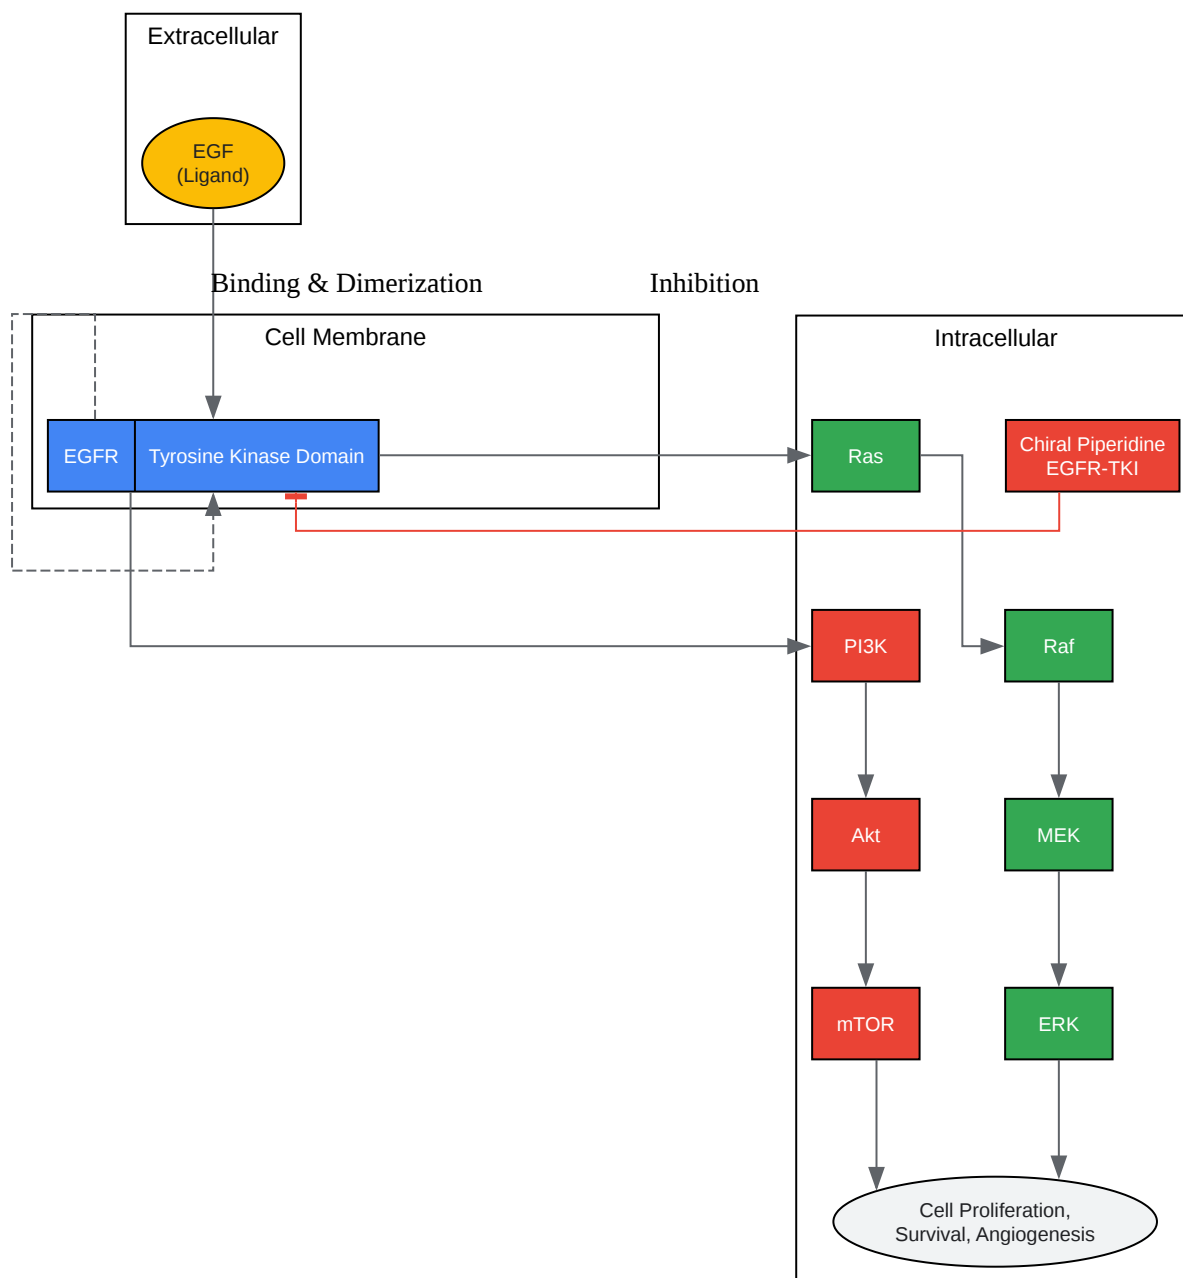 Extracellular
EGF
(Ligand)
Binding & Dimerization
Inhibition
Cell Membrane
Intracellular
EGFR
Tyrosine Kinase Domain
Ras
Chiral Piperidine
EGFR-TKI
PI3K
Raf
Akt
MEK
mTOR
ERK
Cell Proliferation,
Survival, Angiogenesis